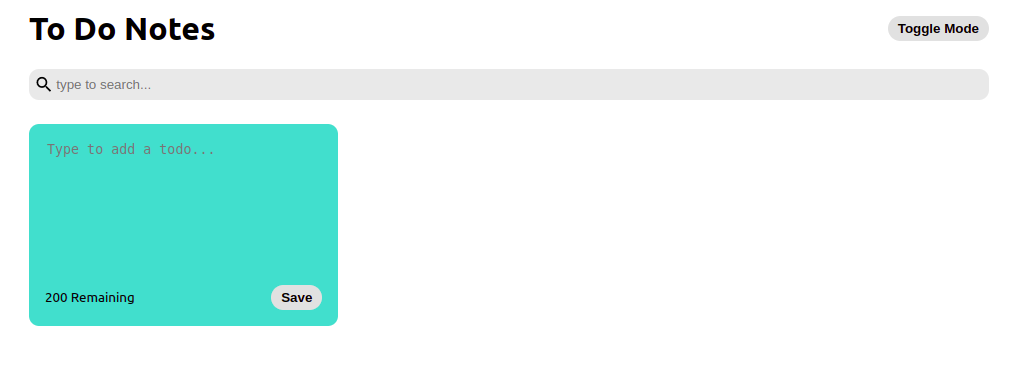 To Do Notes
Toggle Mode
type to search...
Type to add a todo...
200 Remaining
Save